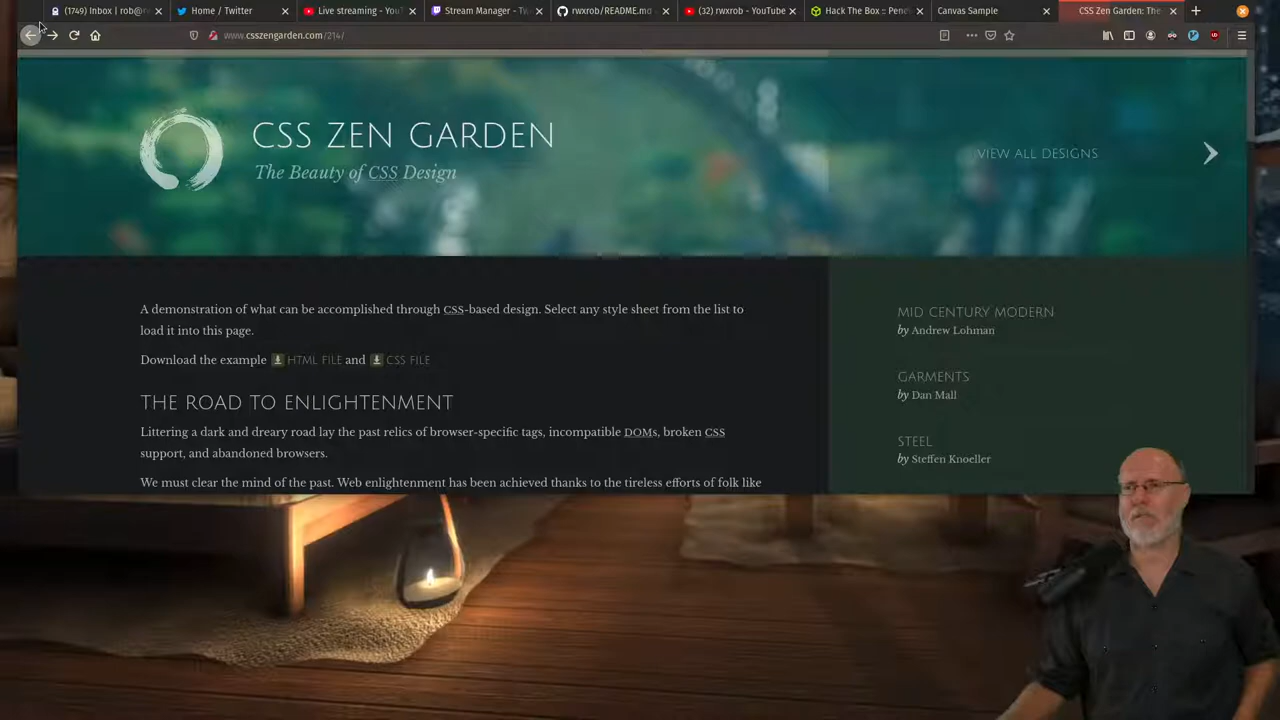 (1749) Inbox | rob@r
Home / Twitter
Live streaming - You
Stream Manager - Tw
rwxrob/README.md
(32) rwxrob - YouTube
Hack The Box :: Pen
Canvas Sample
CSS Zen Garden: The
www.csszengarden.com/214/
CSS ZEN GARDEN
The Beauty of CSS Design
VIEW ALL DESIGNS
A demonstration of what can be accomplished through CSS-based design. Select any style sheet from the list to
load it into this page.
Download the example HTML FILE and CSS FILE
THE ROAD TO ENLIGHTENMENT
Littering a dark and dreary road lay the past relics of browser-specific tags, incompatible DOMs, broken CSS
support, and abandoned browsers.
We must clear the mind of the past. Web enlightenment has been achieved thanks to the tireless efforts of folk like
MID CENTURY MODERN
by Andrew Lohman
GARMENTS
by Dan Mall
STEEL
by Steffen Knoeller